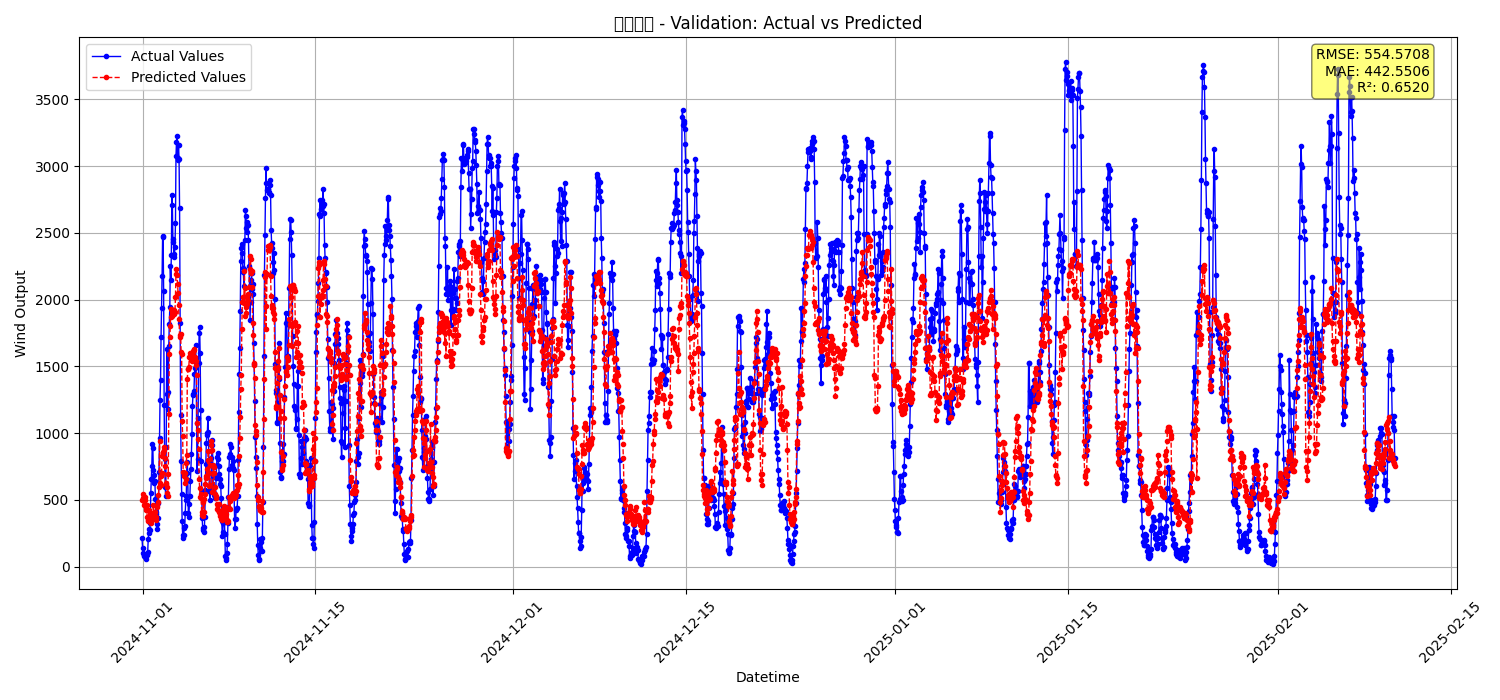 - Validation: Actual vs Predicted
Actual Values
Predicted Values
RMSE: 554.5708
MAE: 442.5506
R²: 0.6520
Wind Output
3500
3000
2500
2000
1500
1000
500
0
2024-11-01
2024-11-15
2024-12-01
2024-12-15
2025-01-01
2025-01-15
2025-02-01
2025-02-15
Datetime